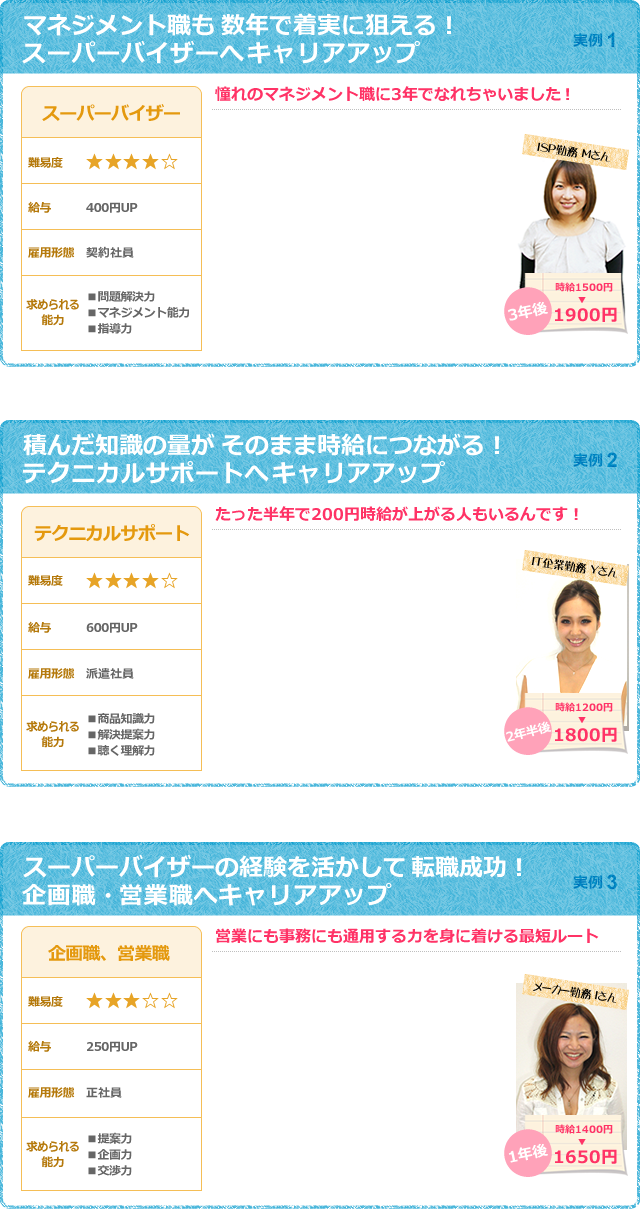 マネジメント職も 数年で着実に狙える！
スーパーバイザーへ キャリアアップ
実例 1
スーパーバイザー
難易度 ★★★★☆
給与 400円UP
雇用形態 契約社員
求められる能力
■問題解決力
■マネジメント能力
■指導力
憧れのマネジメント職に3年でなれちゃいました！
ISP勤務 Mさん
3年後
時給1500円
▼
1900円
積んだ知識の量が そのまま時給につながる！
テクニカルサポートへ キャリアアップ
実例 2
テクニカルサポート
難易度 ★★★★☆
給与 600円UP
雇用形態 派遣社員
求められる能力
■商品知識力
■解決提案力
■聴く理解力
たった半年で200円時給が上がる人もいるんです！
IT企業勤務 Yさん
2年半後
時給1200円
▼
1800円
スーパーバイザーの経験を活かして 転職成功！
企画職・営業職へ キャリアアップ
実例 3
企画職、営業職
難易度 ★★★☆☆
給与 250円UP
雇用形態 正社員
求められる能力
■提案力
■企画力
■交渉力
営業にも事務にも通用する力を身に着ける最短ルート
メーカー勤務 Iさん
1年後
時給1400円
▼
1650円